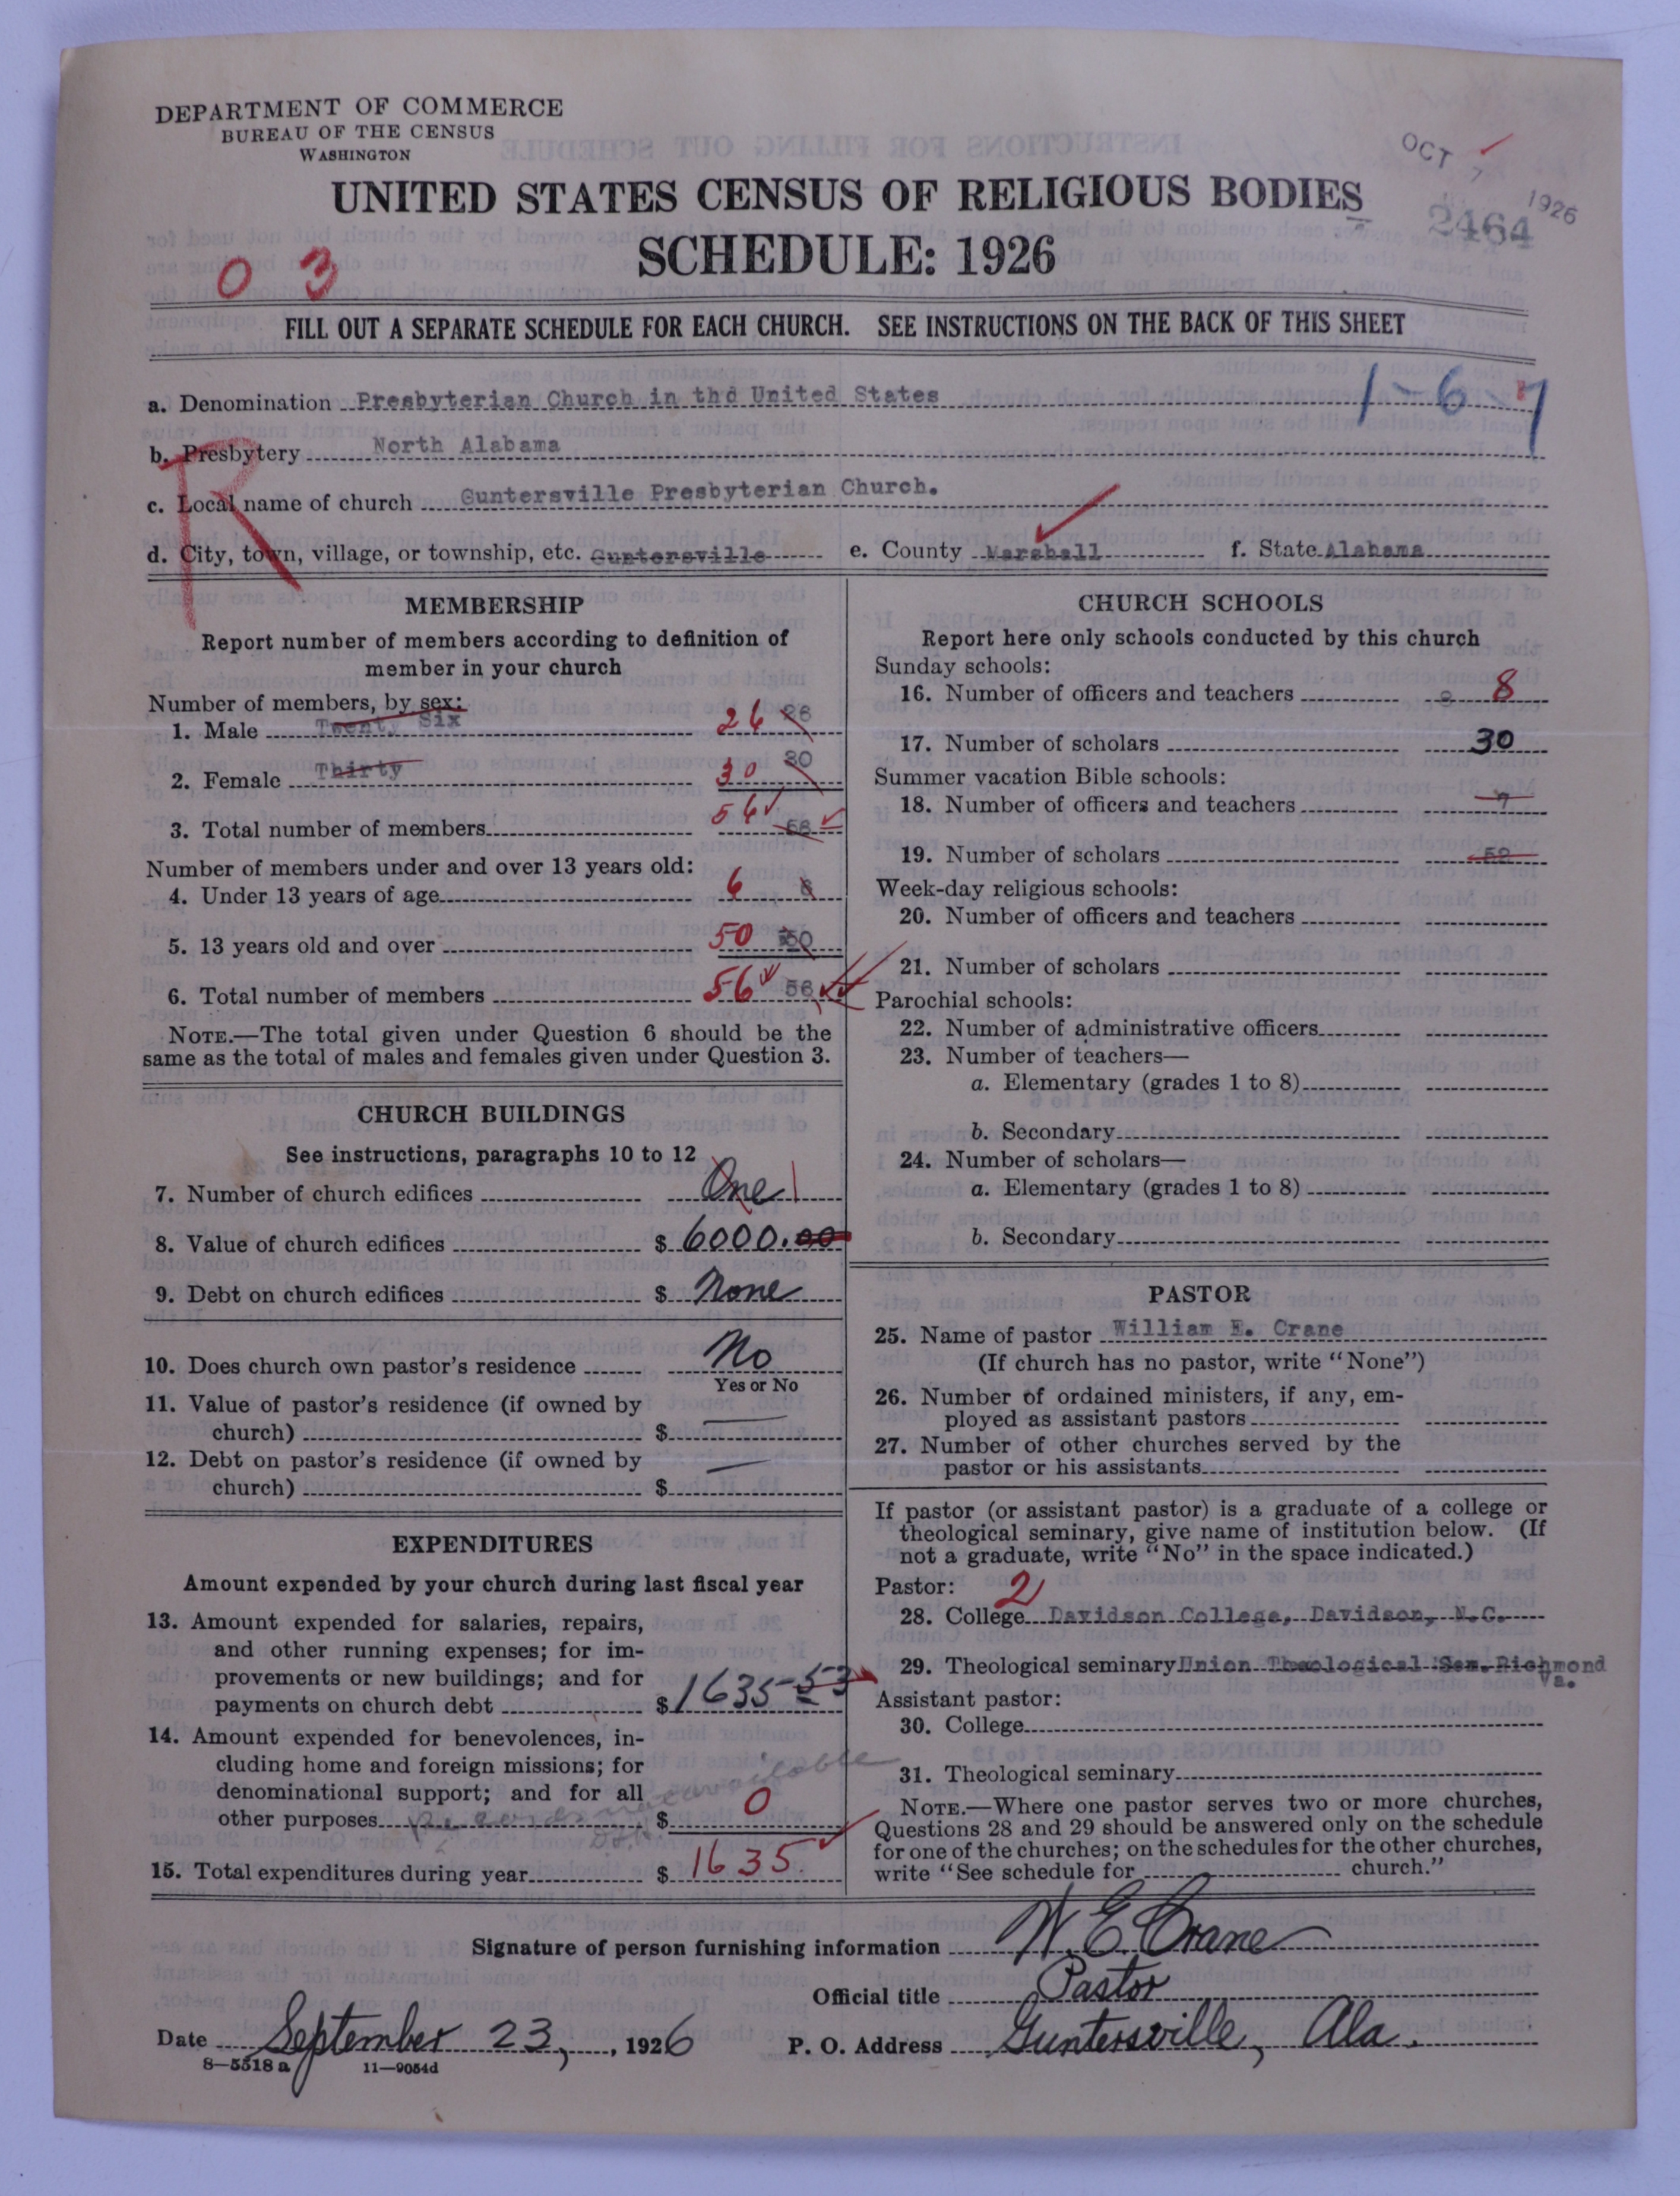 DEPARTMENT OF COMMERCE
BUREAU OF THE CENSUS
WASHINGTON
OCT 7 1926
2464
UNITED STATES CENSUS OF RELIGIOUS BODIES
SCHEDULE: 1926
0 3
FILL OUT A SEPARATE SCHEDULE FOR EACH CHURCH. SEE INSTRUCTIONS ON THE BACK OF THIS SHEET
1-6-7
a. Denomination Presbyterian Church in thd United States
b. Presbytery North Alabama
R
c. Local name of church Guntersville Presbyterian Church.
d. City, town, village, or township, etc. Guntersville e. County Marshall f. State Alabama
MEMBERSHIP
Report number of members according to definition of
member in your church
Number of members, by sex:
1. Male Twenty Six 26 26
2. Female Thirty 30 30
3. Total number of members 56 56
Number of members under and over 13 years old:
4. Under 13 years of age 6 6
5. 13 years old and over 50 50
6. Total number of members 56 56
NOTE.—The total given under Question 6 should be the
same as the total of males and females given under Question 3.
CHURCH BUILDINGS
See instructions, paragraphs 10 to 12
7. Number of church edifices One 1
8. Value of church edifices $ 6000.00
9. Debt on church edifices $ None
10. Does church own pastor's residence No
Yes or No
11. Value of pastor's residence (if owned by
church) $ —
12. Debt on pastor's residence (if owned by
church) $ —
EXPENDITURES
Amount expended by your church during last fiscal year
13. Amount expended for salaries, repairs,
and other running expenses; for im-
provements or new buildings; and for
payments on church debt $ 1635-53
14. Amount expended for benevolences, in-
cluding home and foreign missions; for
denominational support; and for all
other purposes records not available $ 0
15. Total expenditures during year $ 1635.
CHURCH SCHOOLS
Report here only schools conducted by this church
Sunday schools:
16. Number of officers and teachers 8 8
17. Number of scholars 30
Summer vacation Bible schools:
18. Number of officers and teachers 7
19. Number of scholars 52
Week-day religious schools:
20. Number of officers and teachers
21. Number of scholars
Parochial schools:
22. Number of administrative officers
23. Number of teachers—
a. Elementary (grades 1 to 8)
b. Secondary
24. Number of scholars—
a. Elementary (grades 1 to 8)
b. Secondary
PASTOR
25. Name of pastor William E. Crane
(If church has no pastor, write "None")
26. Number of ordained ministers, if any, em-
ployed as assistant pastors
27. Number of other churches served by the
pastor or his assistants
If pastor (or assistant pastor) is a graduate of a college or
theological seminary, give name of institution below. (If
not a graduate, write "No" in the space indicated.)
Pastor: 2
28. College Davidson College, Davidson, N.C.
29. Theological seminary Union Theological Sem. Richmond
Va.
Assistant pastor:
30. College
31. Theological seminary
NOTE.—Where one pastor serves two or more churches,
Questions 28 and 29 should be answered only on the schedule
for one of the churches; on the schedules for the other churches,
write "See schedule for church."
Signature of person furnishing information W. E. Crane
Official title Pastor
Date September 23, , 1926 P. O. Address Guntersville, Ala.
8—5518 a 11—9054d